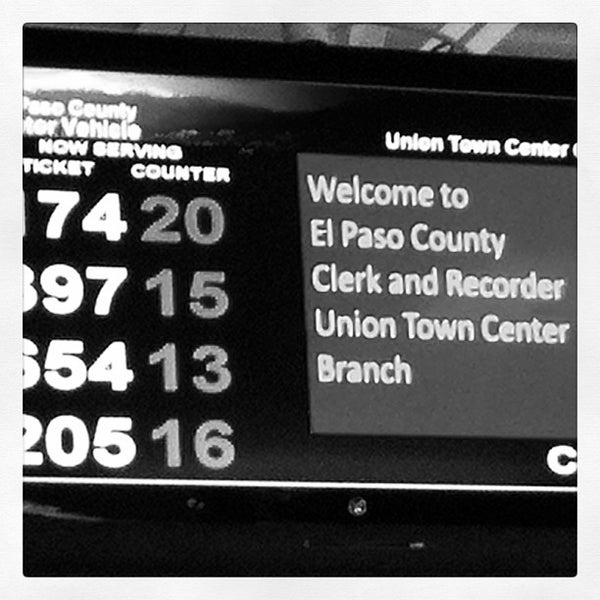 Paso County
Motor Vehicle
NOW SERVING
TICKET COUNTER
174 20
397 15
654 13
205 16
Union Town Center
Welcome to
El Paso County
Clerk and Recorder
Union Town Center
Branch
C